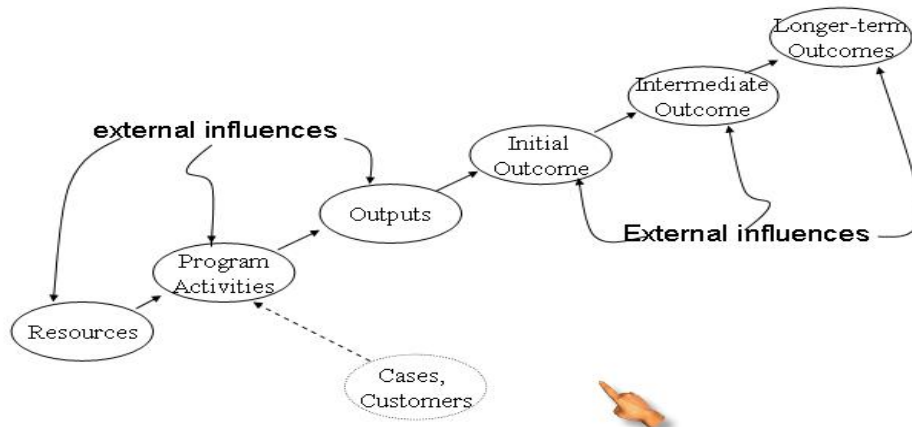 Longer-term
Outcomes
Intermediate
Outcome
external influences
Initial
Outcome
Outputs
External influences
Program
Activities
Resources
Cases,
Customers